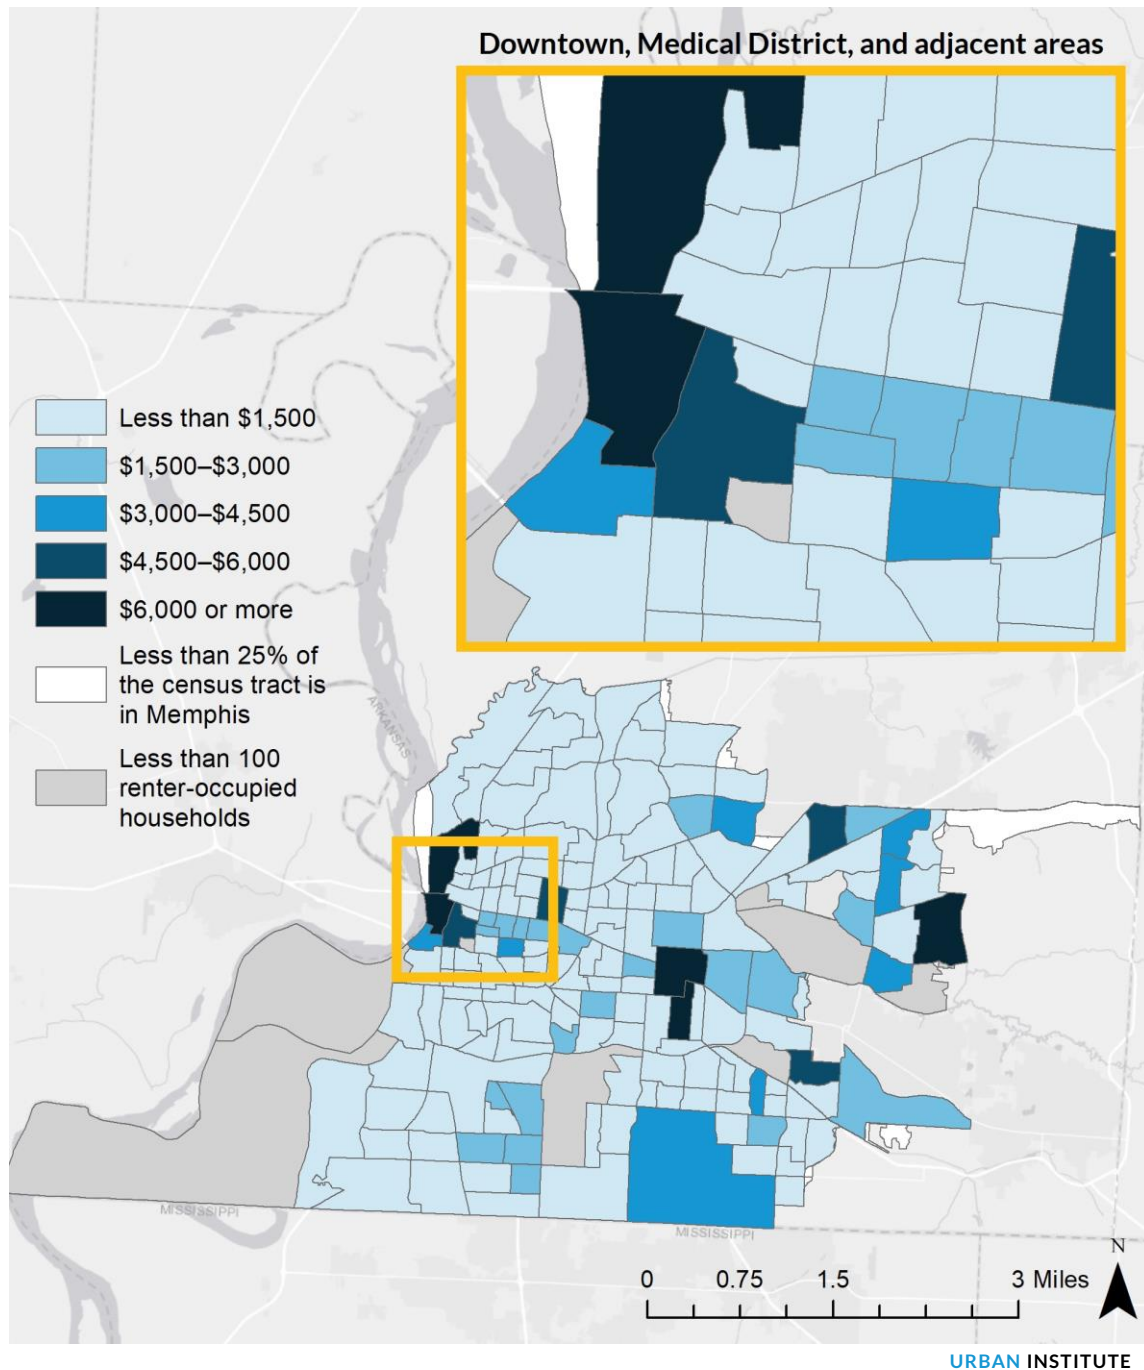 Downtown, Medical District, and adjacent areas
Less than $1,500
$1,500–$3,000
$3,000–$4,500
$4,500–$6,000
$6,000 or more
Less than 25% of
the census tract is
in Memphis
Less than 100
renter-occupied
households
ARKANSAS
MISSISSIPPI
MISSISSIPPI
N
0 0.75 1.5 3 Miles
URBAN INSTITUTE